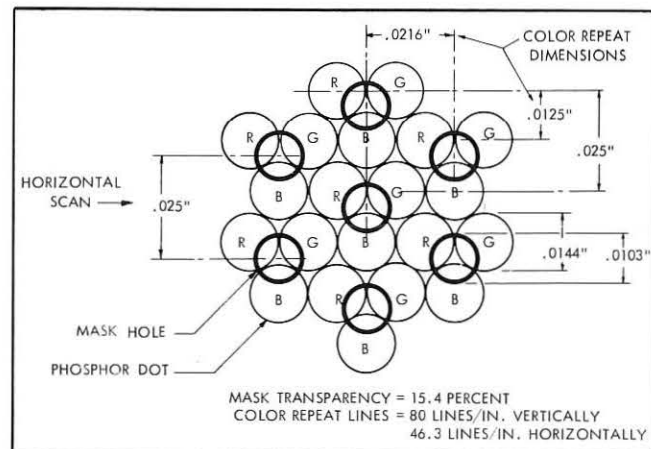 .0216"
COLOR REPEAT
DIMENSIONS
R G
.0125"
R G B R G
.025"
HORIZONTAL
SCAN
.025"
B R G B
R G B R G
.0144"
.0103"
B R G B
MASK HOLE
PHOSPHOR DOT
B
MASK TRANSPARENCY = 15.4 PERCENT
COLOR REPEAT LINES = 80 LINES/IN. VERTICALLY
46.3 LINES/IN. HORIZONTALLY